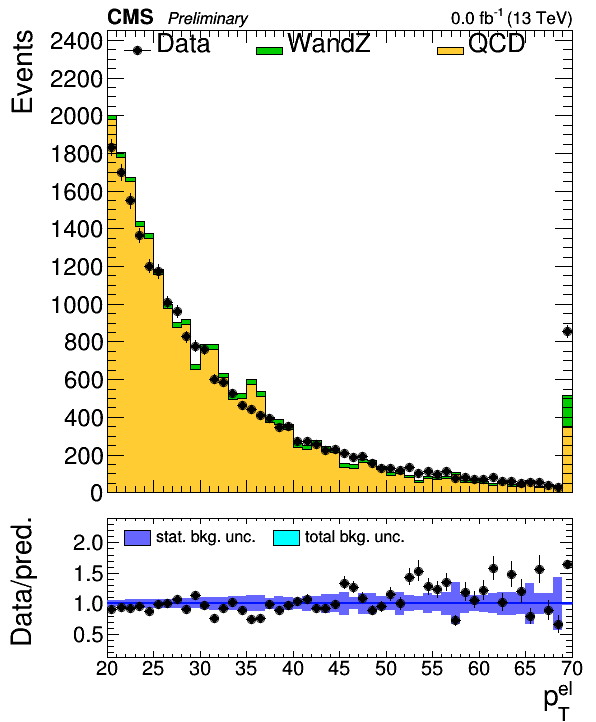 CMS Preliminary 0.0 fb-1 (13 TeV)
Events
Data WandZ QCD
2400
2200
2000
1800
1600
1400
1200
1000
800
600
400
200
0
Data/pred.
stat. bkg. unc. total bkg. unc.
2.0
1.5
1.0
0.5
20 25 30 35 40 45 50 55 60 65 70
p_T^el